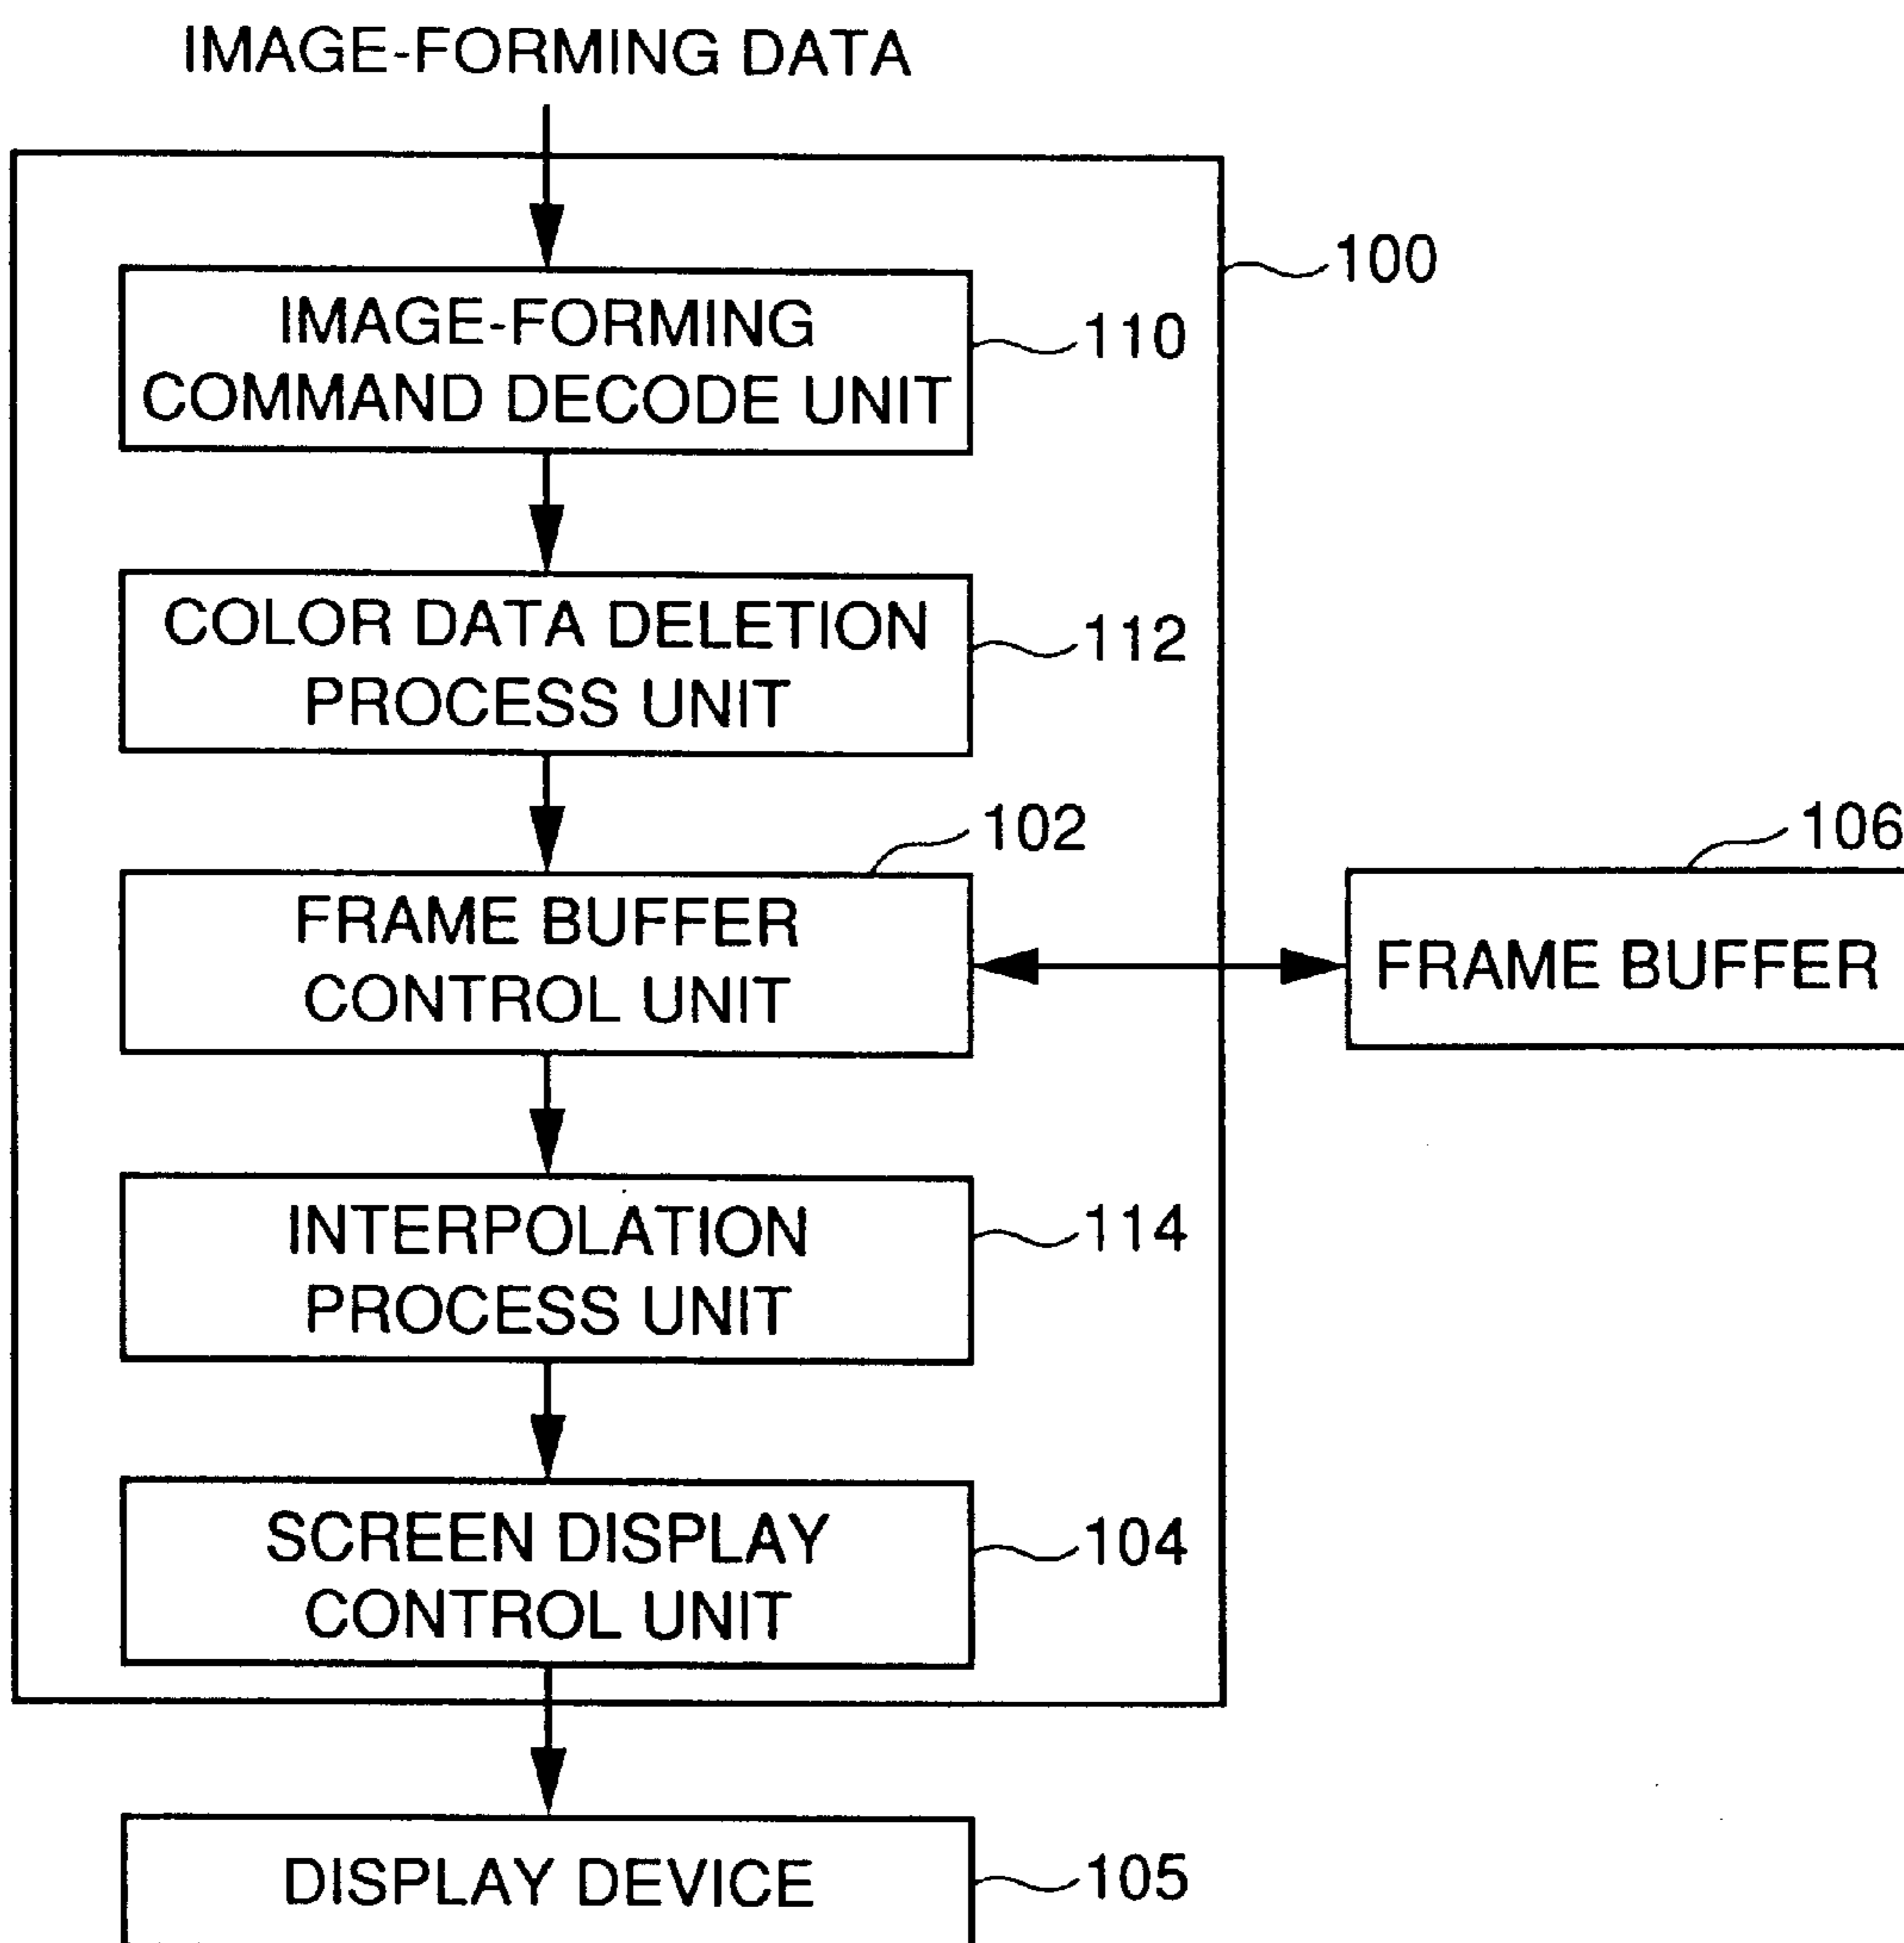 IMAGE-FORMING DATA
100
IMAGE-FORMING
COMMAND DECODE UNIT
110
COLOR DATA DELETION
PROCESS UNIT
112
102
106
FRAME BUFFER
CONTROL UNIT
FRAME BUFFER
INTERPOLATION
PROCESS UNIT
114
SCREEN DISPLAY
CONTROL UNIT
104
DISPLAY DEVICE
105